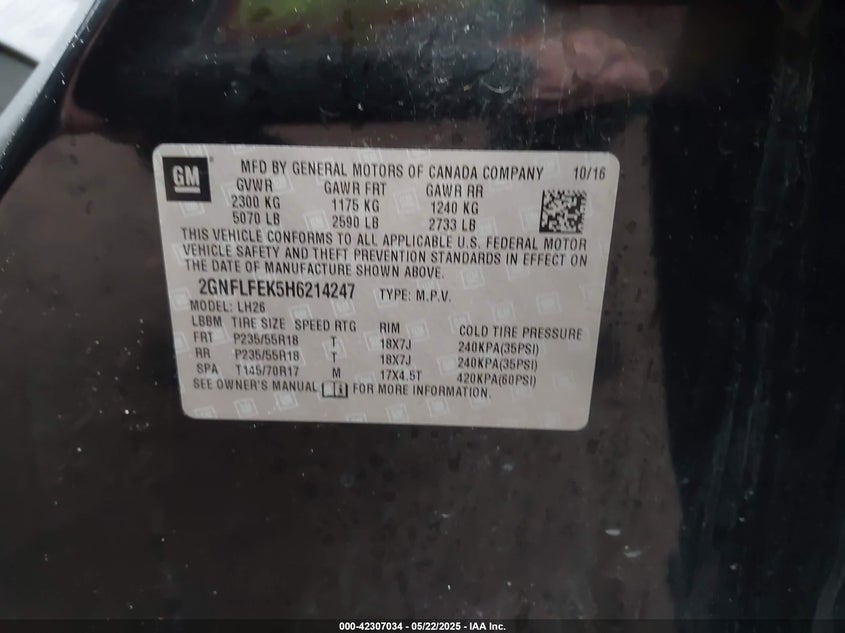 GM
MFD BY GENERAL MOTORS OF CANADA COMPANY 10/16
GVWR GAWR FRT GAWR RR
2300 KG 1175 KG 1240 KG
5070 LB 2590 LB 2733 LB
THIS VEHICLE CONFORMS TO ALL APPLICABLE U.S. FEDERAL MOTOR
VEHICLE SAFETY AND THEFT PREVENTION STANDARDS IN EFFECT ON
THE DATE OF MANUFACTURE SHOWN ABOVE.
2GNFLFEK5H6214247 TYPE: M.P.V.
MODEL: LH26
LBBM TIRE SIZE SPEED RTG RIM COLD TIRE PRESSURE
FRT P235/55R18 T 18X7J 240KPA(35PSI)
RR P235/55R18 T 18X7J 240KPA(35PSI)
SPA T145/70R17 M 17X4.5T 420KPA(60PSI)
SEE OWNER'S MANUAL FOR MORE INFORMATION.
000-42307034 - 05/22/2025 - IAA Inc.